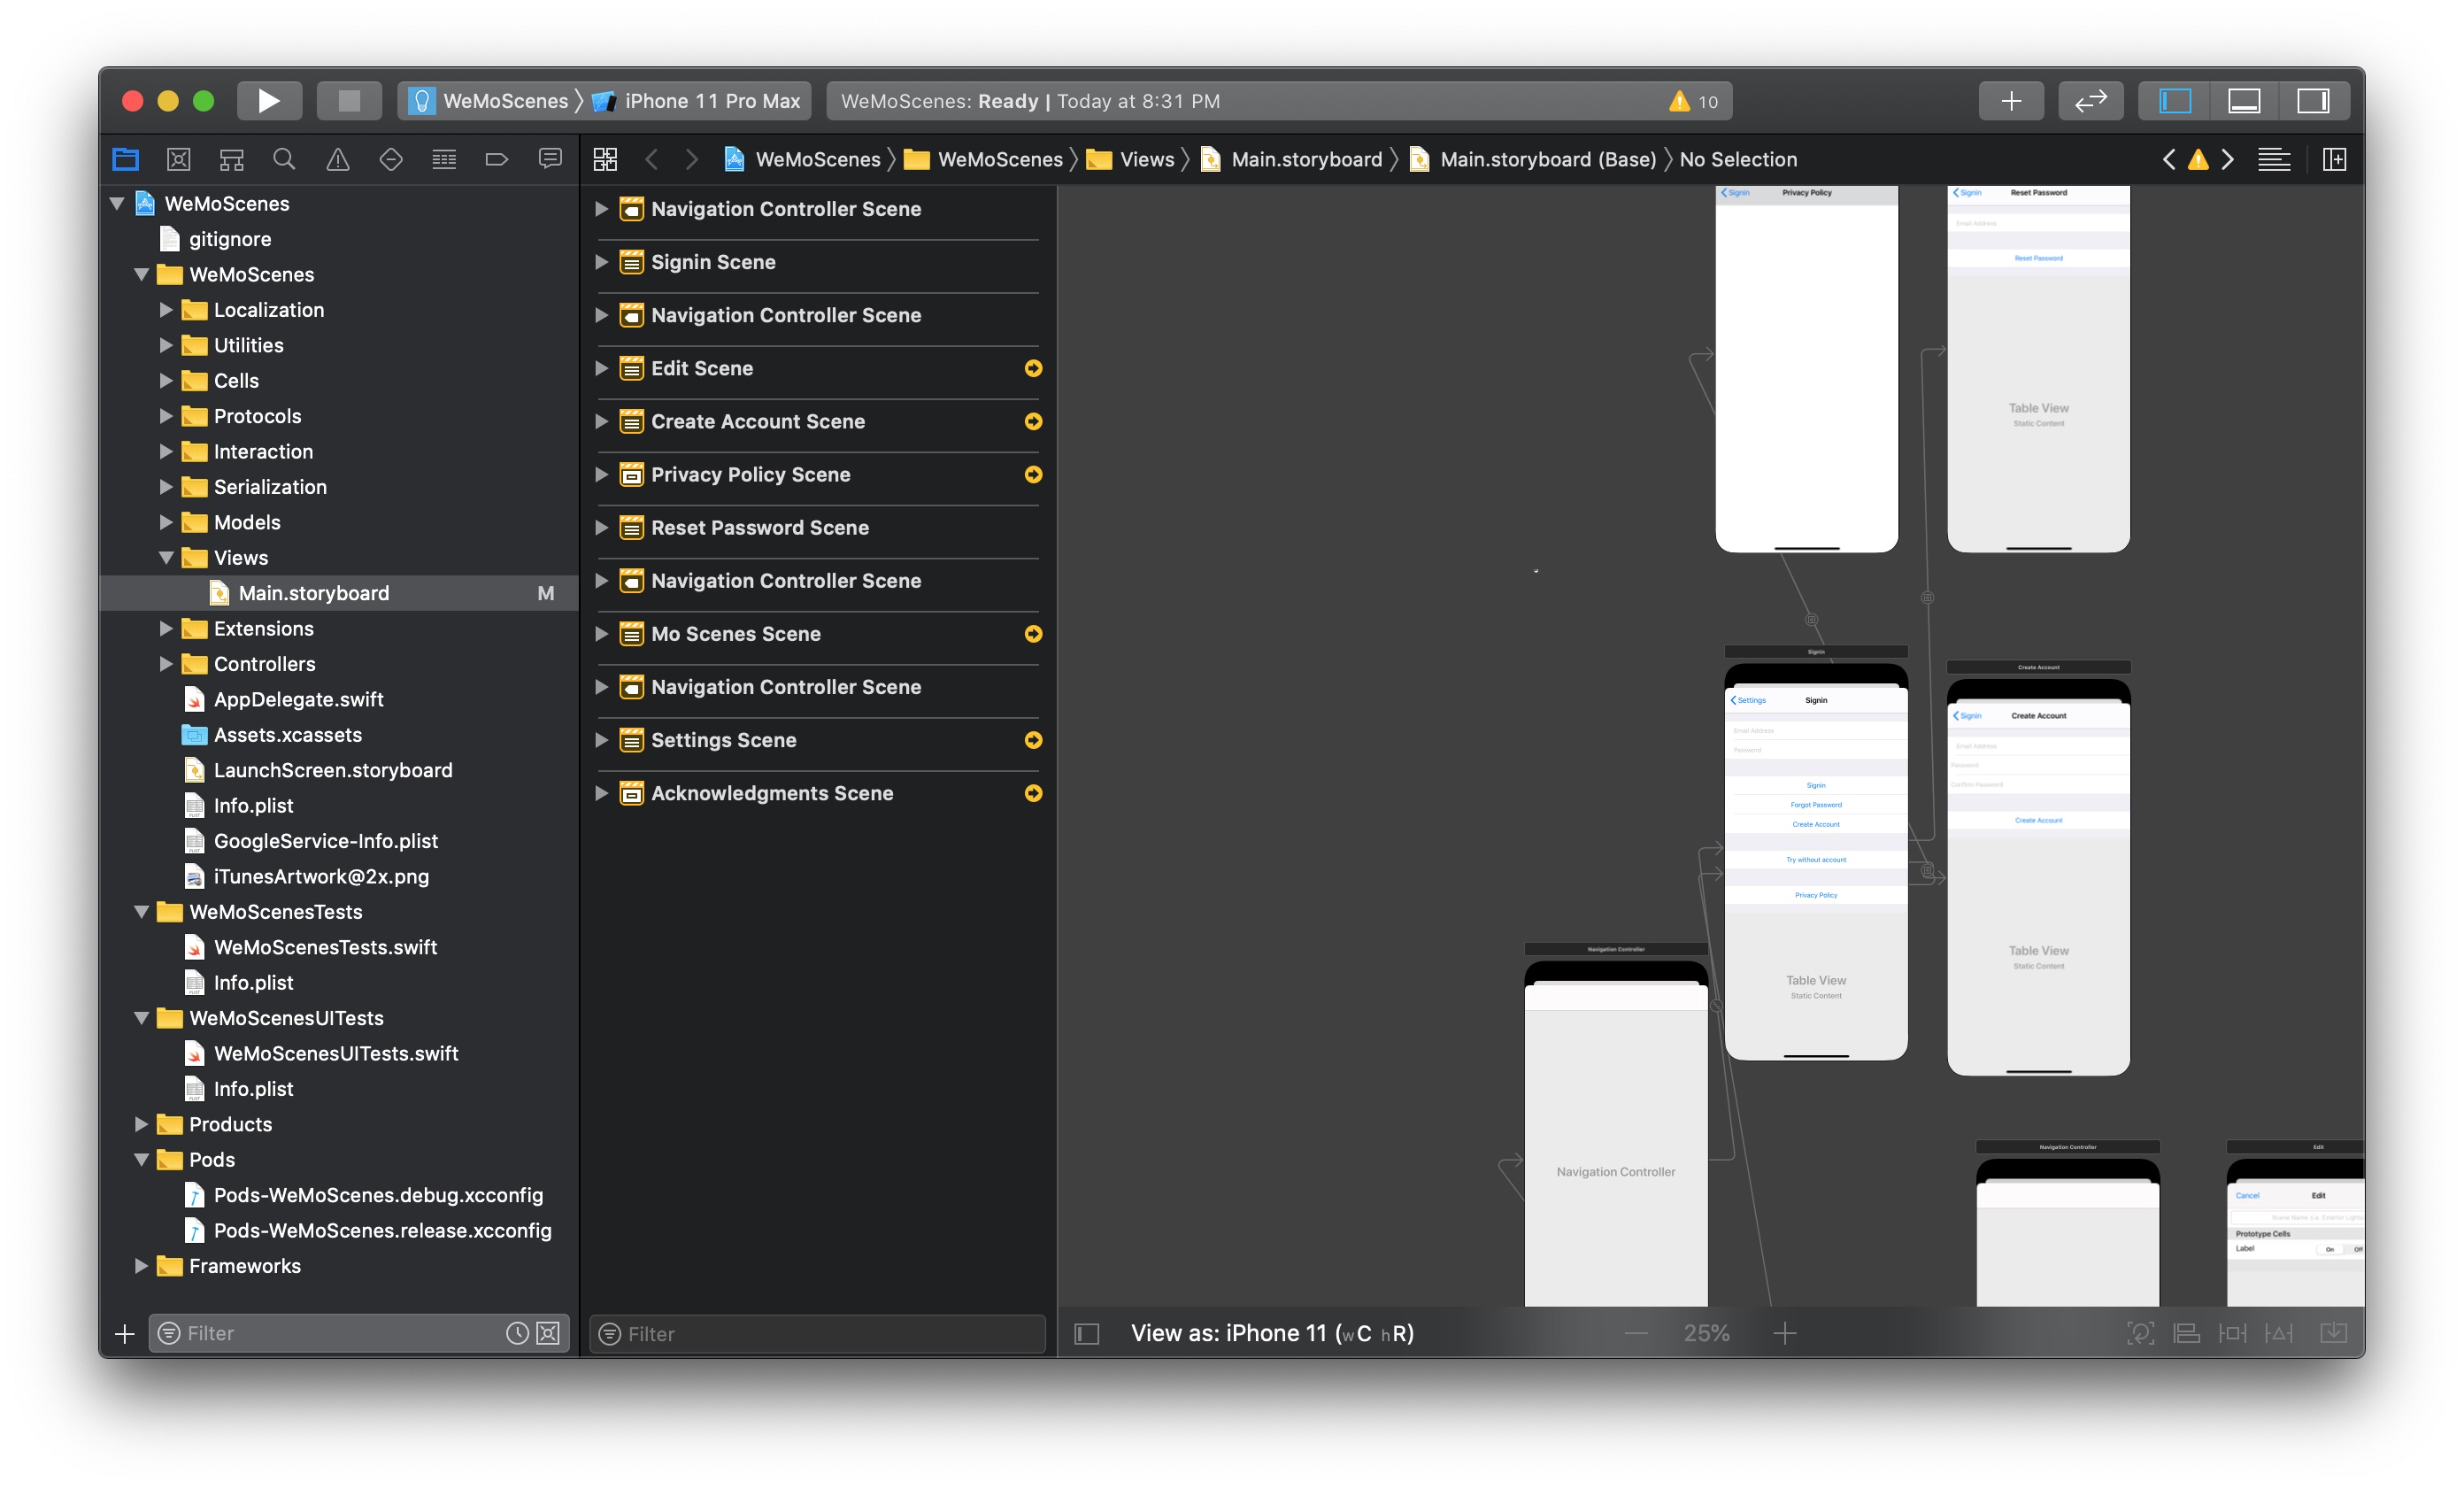 WeMoScenes
iPhone 11 Pro Max
WeMoScenes: Ready | Today at 8:31 PM
10
WeMoScenes
WeMoScenes
Views
Main.storyboard
Main.storyboard (Base)
No Selection
WeMoScenes
gitignore
WeMoScenes
Localization
Utilities
Cells
Protocols
Interaction
Serialization
Models
Views
Main.storyboard
M
Extensions
Controllers
AppDelegate.swift
Assets.xcassets
LaunchScreen.storyboard
Info.plist
GoogleService-Info.plist
iTunesArtwork@2x.png
WeMoScenesTests
WeMoScenesTests.swift
Info.plist
WeMoScenesUITests
WeMoScenesUITests.swift
Info.plist
Products
Pods
Pods-WeMoScenes.debug.xcconfig
Pods-WeMoScenes.release.xcconfig
Frameworks
Filter
Navigation Controller Scene
Signin Scene
Navigation Controller Scene
Edit Scene
Create Account Scene
Privacy Policy Scene
Reset Password Scene
Navigation Controller Scene
Mo Scenes Scene
Navigation Controller Scene
Settings Scene
Acknowledgments Scene
Filter
Signin
Privacy Policy
Signin
Reset Password
Email Address
Reset Password
Table View
Static Content
Signin
Settings
Signin
Email Address
Password
Signin
Forgot Password
Create Account
Try without account
Privacy Policy
Table View
Static Content
Create Account
Signin
Create Account
Email Address
Password
Confirm Password
Create Account
Table View
Static Content
Navigation Controller
Navigation Controller
Navigation Controller
Edit
Cancel
Edit
Scene Name (i.e. Exterior Lights
Prototype Cells
Label
On
Off
View as: iPhone 11 (wC hR)
25%